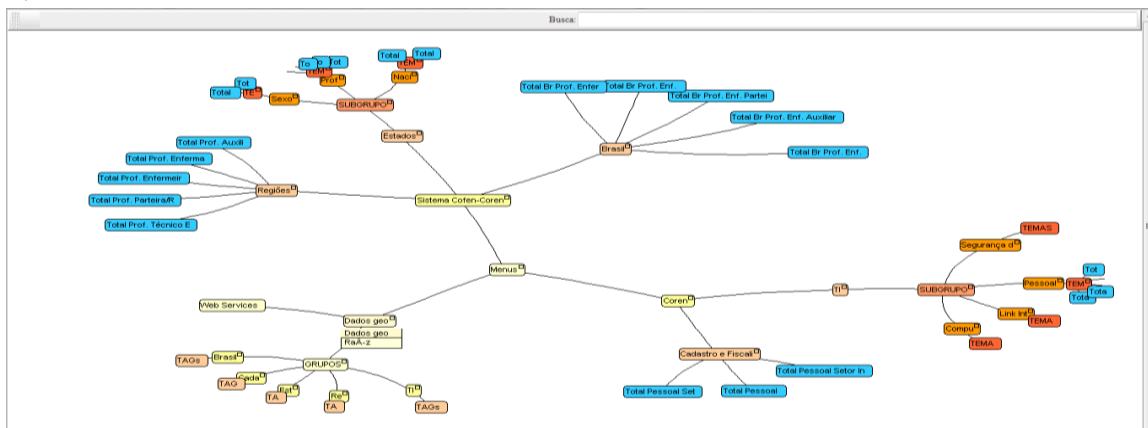 Busca:
To
o
Tot
TEM
Prof
Total
Total
TEM
Naci
Tot
Total
TE
Sexo
SUBGRUPO
Estados
Total Br Prof. Enfer
Total Br Prof. Enf.
Total Br Prof. Enf. Partei
Total Br Prof. Enf. Auxiliar
Total Br Prof. Enf.
Brasil
Total Prof. Auxili
Total Prof. Enferma
Total Prof. Enfermeir
Total Prof. Parteira/R
Total Prof. Técnico E
Regiões
Sistema Cofen-Coren
Menus
TEMAS
Segurança d
Pessoal
TEM
Tot
Tota
Tota
SUBGRUPO
TI
Link Int
TEMA
Compu
TEMA
Coren
Cadastro e Fiscali
Total Pessoal Setor In
Total Pessoal Set
Total Pessoal
Web Services
Dados geo
Dados geo
RaÃ-z
GRUPOS
TAGs
Brasil
TAG
Cada
TA
Est
TA
Re
TI
TAGs